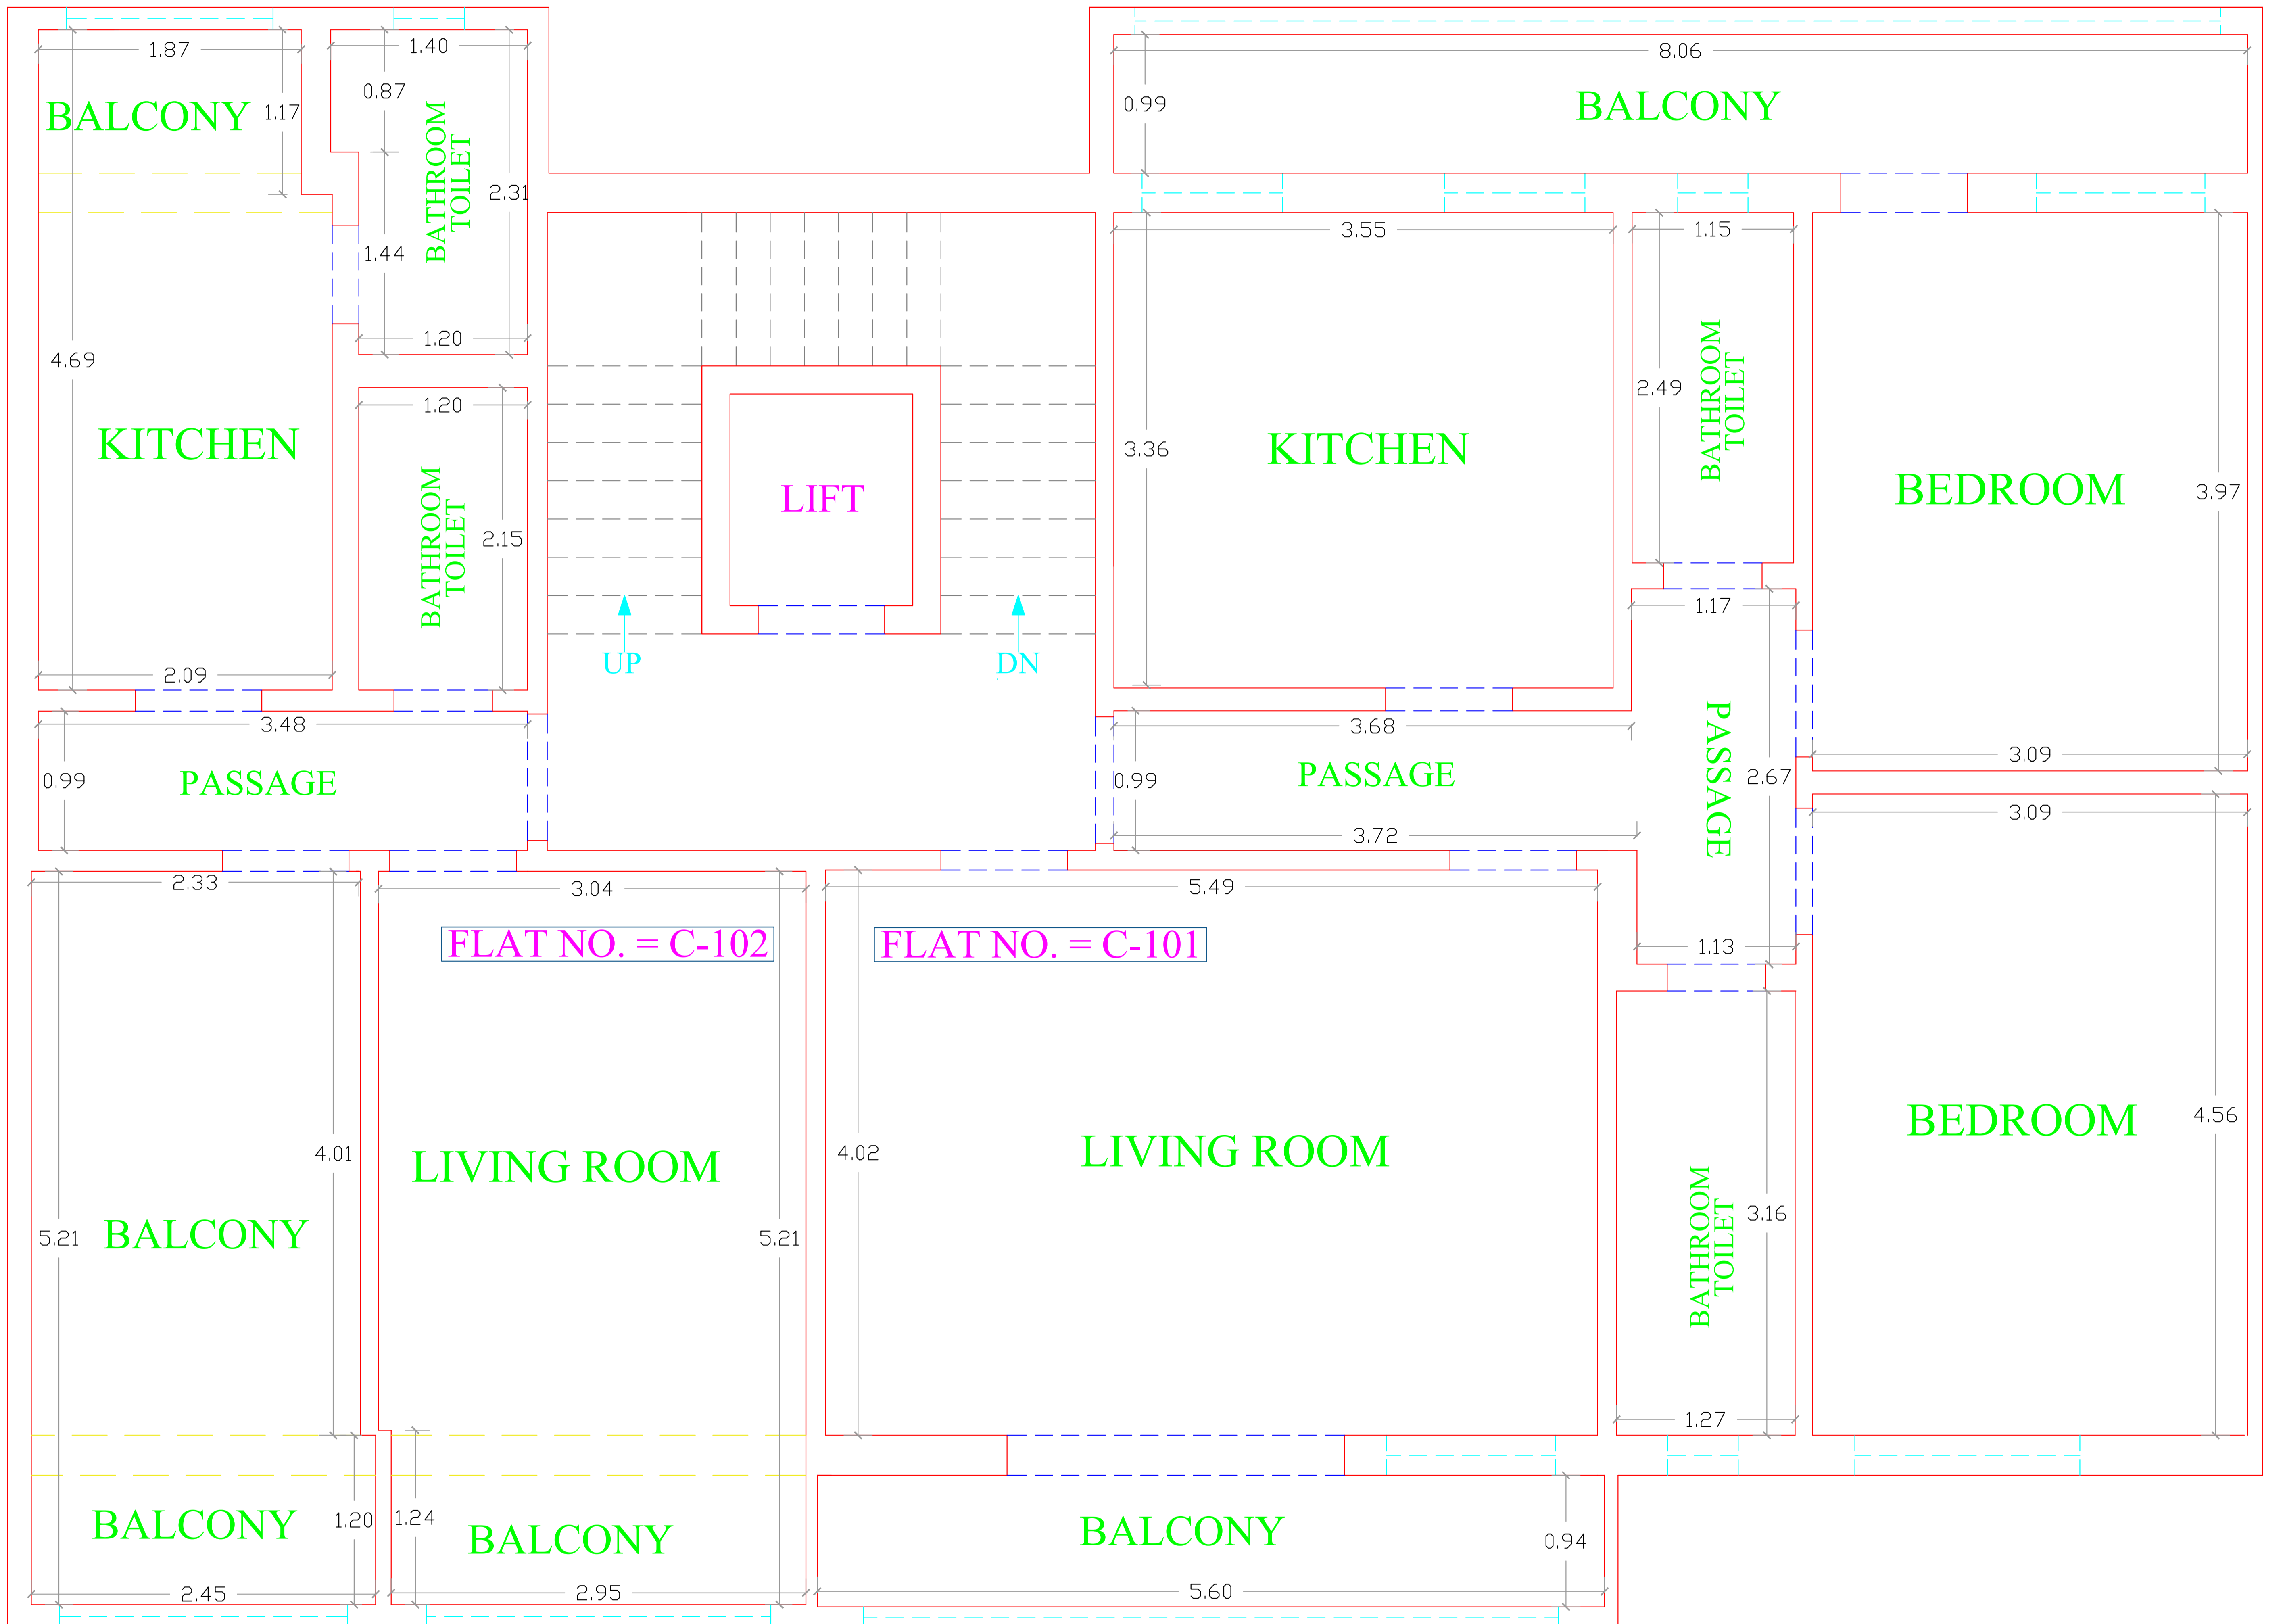 1.87
1.40
8.06
0.87
0.99
BALCONY
1.17
BATHROOM
TOILET
BALCONY
2.31
1.44
3.55
1.15
1.20
4.69
2.49
1.20
BATHROOM
TOILET
KITCHEN
KITCHEN
3.36
LIFT
BEDROOM
3.97
2.15
BATHROOM
TOILET
1.17
UP
DN
2.09
3.48
3.68
PASSAGE
3.09
0.99
PASSAGE
0.99
PASSAGE
2.67
3.09
3.72
2.33
3.04
5.49
FLAT NO. = C-102
FLAT NO. = C-101
1.13
4.56
BEDROOM
4.01
4.02
LIVING ROOM
LIVING ROOM
BATHROOM
TOILET
3.16
5.21
BALCONY
5.21
1.27
BALCONY
1.20
1.24
BALCONY
BALCONY
0.94
2.45
2.95
5.60